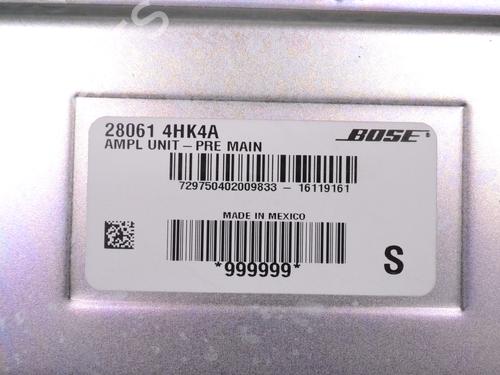 28061 4HK4A
AMPL UNIT – PRE MAIN
BOSE®
729750402009833 – 16119161
MADE IN MEXICO
*999999*
S